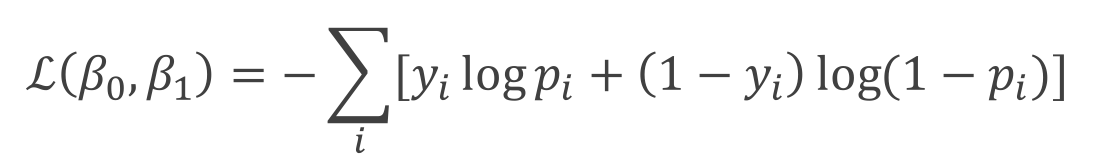 ℒ(β₀, β₁) = −∑ᵢ[yᵢ log pᵢ + (1 − yᵢ) log(1 − pᵢ)]